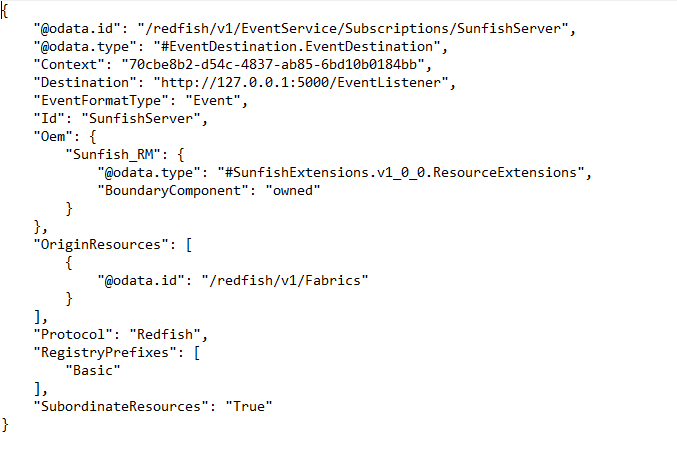 {
    "@odata.id": "/redfish/v1/EventService/Subscriptions/SunfishServer",
    "@odata.type": "#EventDestination.EventDestination",
    "Context": "70cbe8b2-d54c-4837-ab85-6bd10b0184bb",
    "Destination": "http://127.0.0.1:5000/EventListener",
    "EventFormatType": "Event",
    "Id": "SunfishServer",
    "Oem": {
        "Sunfish_RM": {
            "@odata.type": "#SunfishExtensions.v1_0_0.ResourceExtensions",
            "BoundaryComponent": "owned"
        }
    },
    "OriginResources": [
        {
            "@odata.id": "/redfish/v1/Fabrics"
        }
    ],
    "Protocol": "Redfish",
    "RegistryPrefixes": [
        "Basic"
    ],
    "SubordinateResources": "True"
}